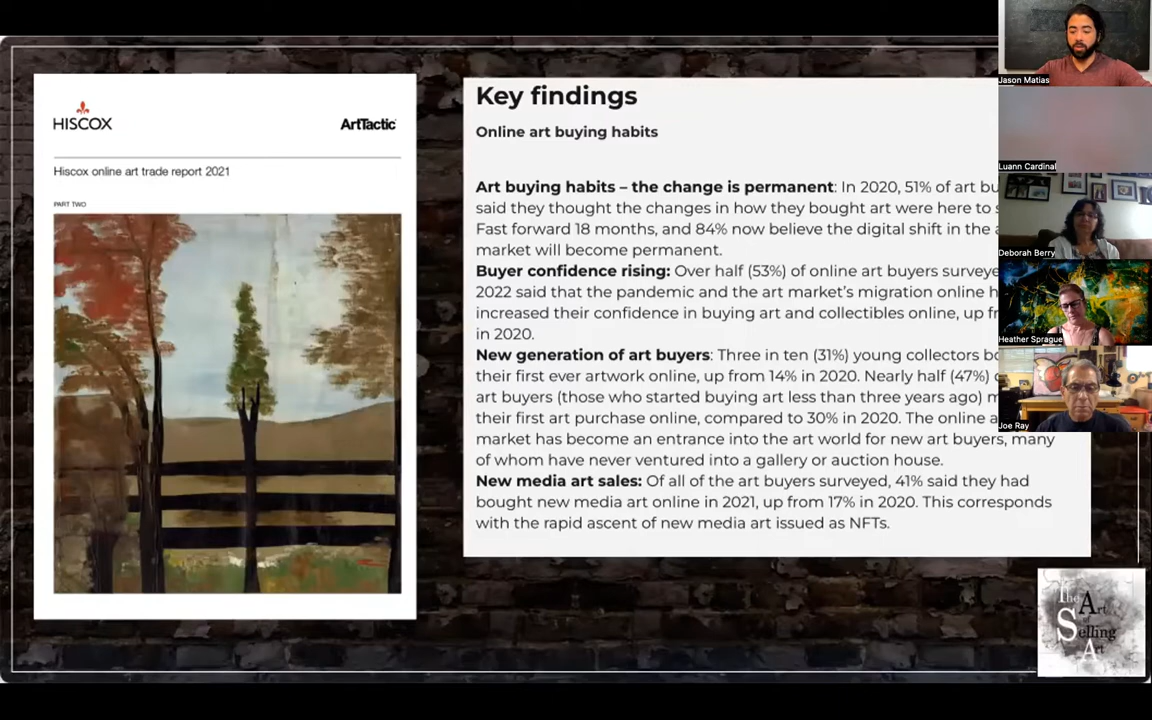 HISCOX
ArtTactic
Hiscox online art trade report 2021
PART TWO
Key findings
Online art buying habits
Art buying habits – the change is permanent: In 2020, 51% of art
said they thought the changes in how they bought art were here to
Fast forward 18 months, and 84% now believe the digital shift in the
market will become permanent.
Buyer confidence rising: Over half (53%) of online art buyers
2022 said that the pandemic and the art market’s migration online
increased their confidence in buying art and collectibles online, up
in 2020.
New generation of art buyers: Three in ten (31%) young collectors
their first ever artwork online, up from 14% in 2020. Nearly half (47%)
art buyers (those who started buying art less than three years ago)
their first art purchase online, compared to 30% in 2020. The online
market has become an entrance into the art world for new art buyers, many
of whom have never ventured into a gallery or auction house.
New media art sales: Of all of the art buyers surveyed, 41% said they had
bought new media art online in 2021, up from 17% in 2020. This corresponds
with the rapid ascent of new media art issued as NFTs.
Jason Matias
Luann Cardinal
Deborah Berry
Heather Sprague
Joe Ray
The Art
of
Selling
Art